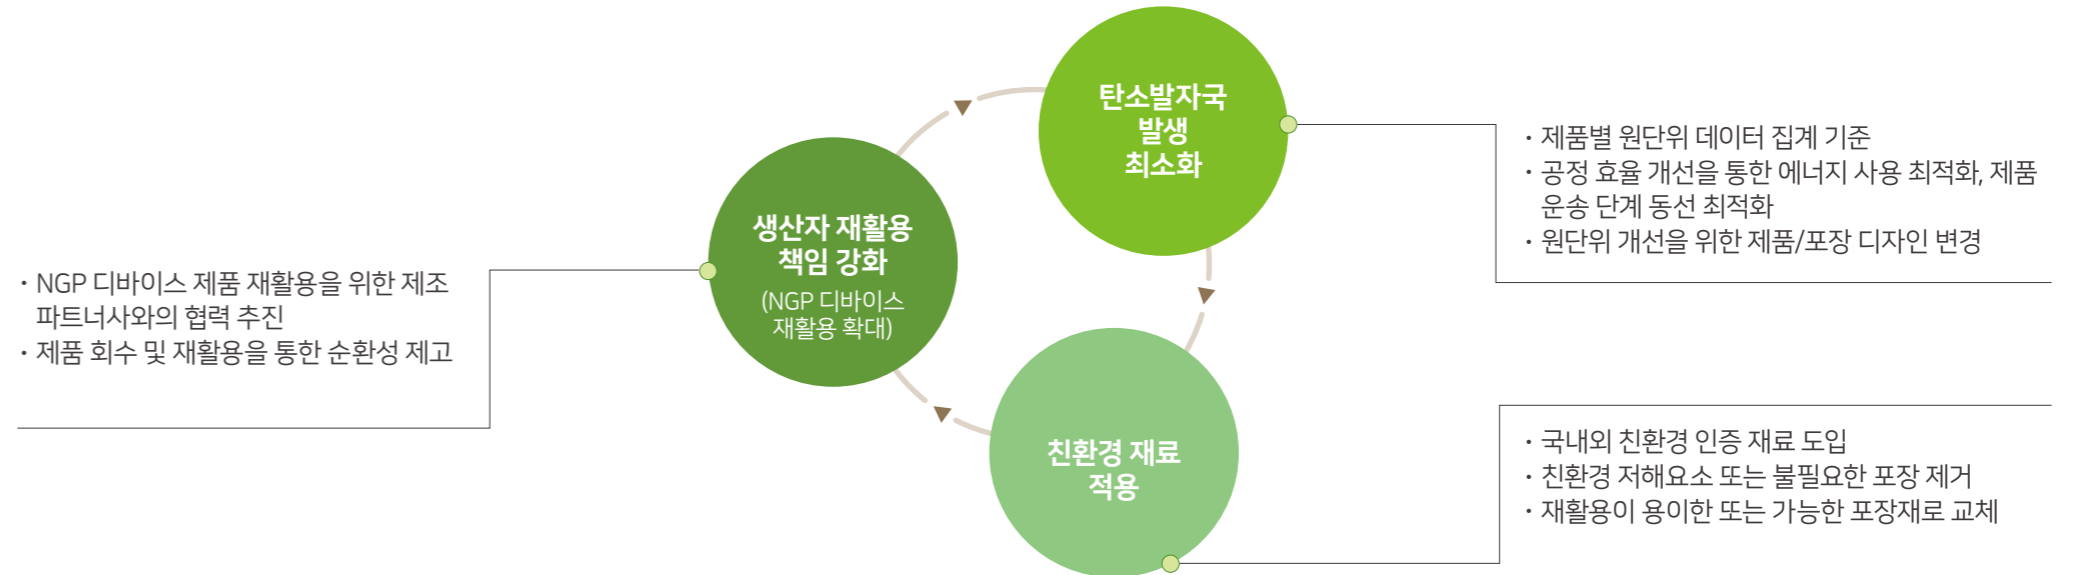 탄소발자국
발생
최소화
· 제품별 원단위 데이터 집계 기준
· 공정 효율 개선을 통한 에너지 사용 최적화, 제품
운송 단계 동선 최적화
· 원단위 개선을 위한 제품/포장 디자인 변경
생산자 재활용
책임 강화
(NGP 디바이스
재활용 확대)
· NGP 디바이스 제품 재활용을 위한 제조
파트너사와의 협력 추진
· 제품 회수 및 재활용을 통한 순환성 제고
친환경 재료
적용
· 국내외 친환경 인증 재료 도입
· 친환경 저해요소 또는 불필요한 포장 제거
· 재활용이 용이한 또는 가능한 포장재로 교체